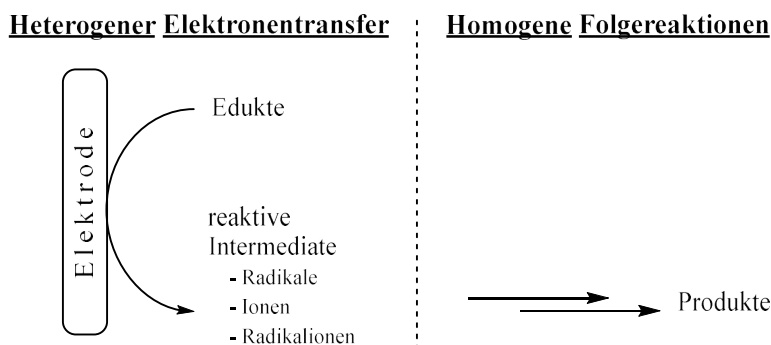 Heterogener Elektronentransfer
Homogene Folgereaktionen
Elektrode
Edukte
reaktive
Intermediate
- Radikale
- Ionen
- Radikalionen
Produkte